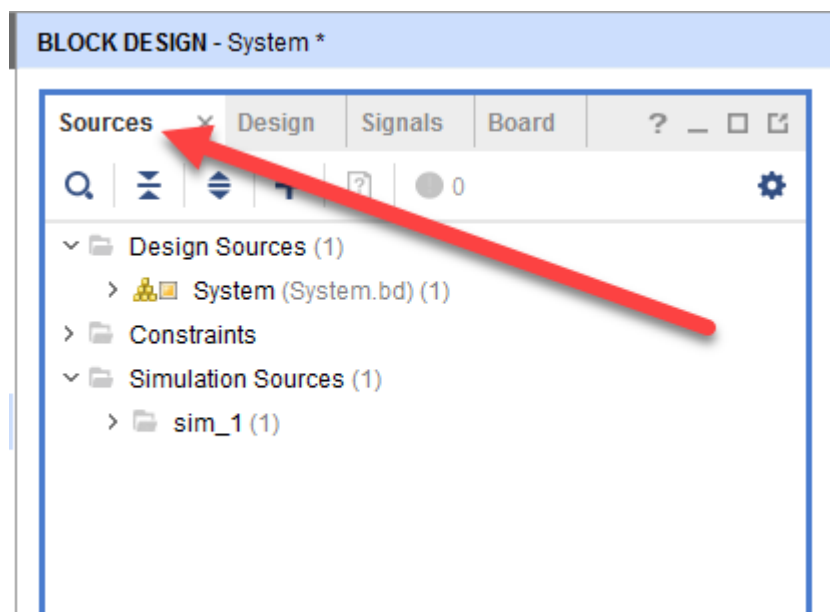 BLOCK DESIGN - System *
Sources Design Signals Board ?
? 0
Design Sources (1)
System (System.bd) (1)
Constraints
Simulation Sources (1)
sim_1 (1)